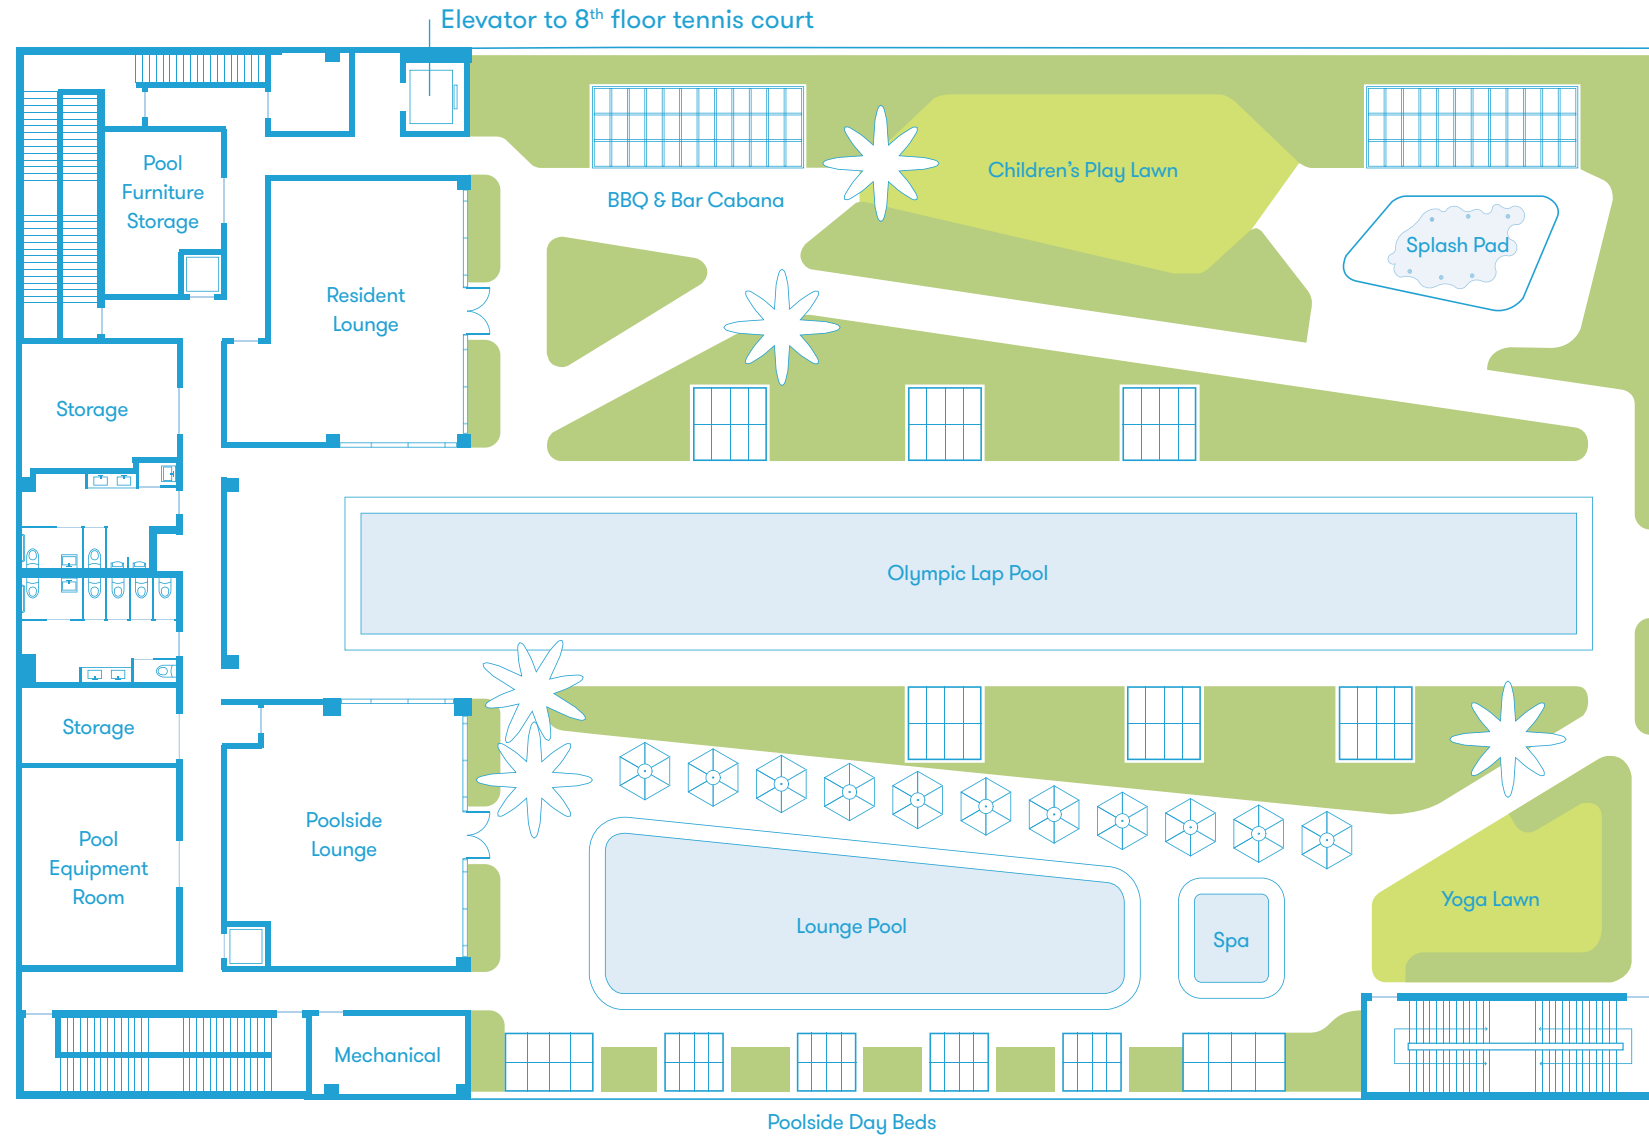 Elevator to 8th floor tennis court
Pool
Furniture
Storage
BBQ & Bar Cabana
Children's Play Lawn
Splash Pad
Resident
Lounge
Storage
Olympic Lap Pool
Storage
Poolside
Lounge
Pool
Equipment
Room
Lounge Pool
Spa
Yoga Lawn
Mechanical
Poolside Day Beds